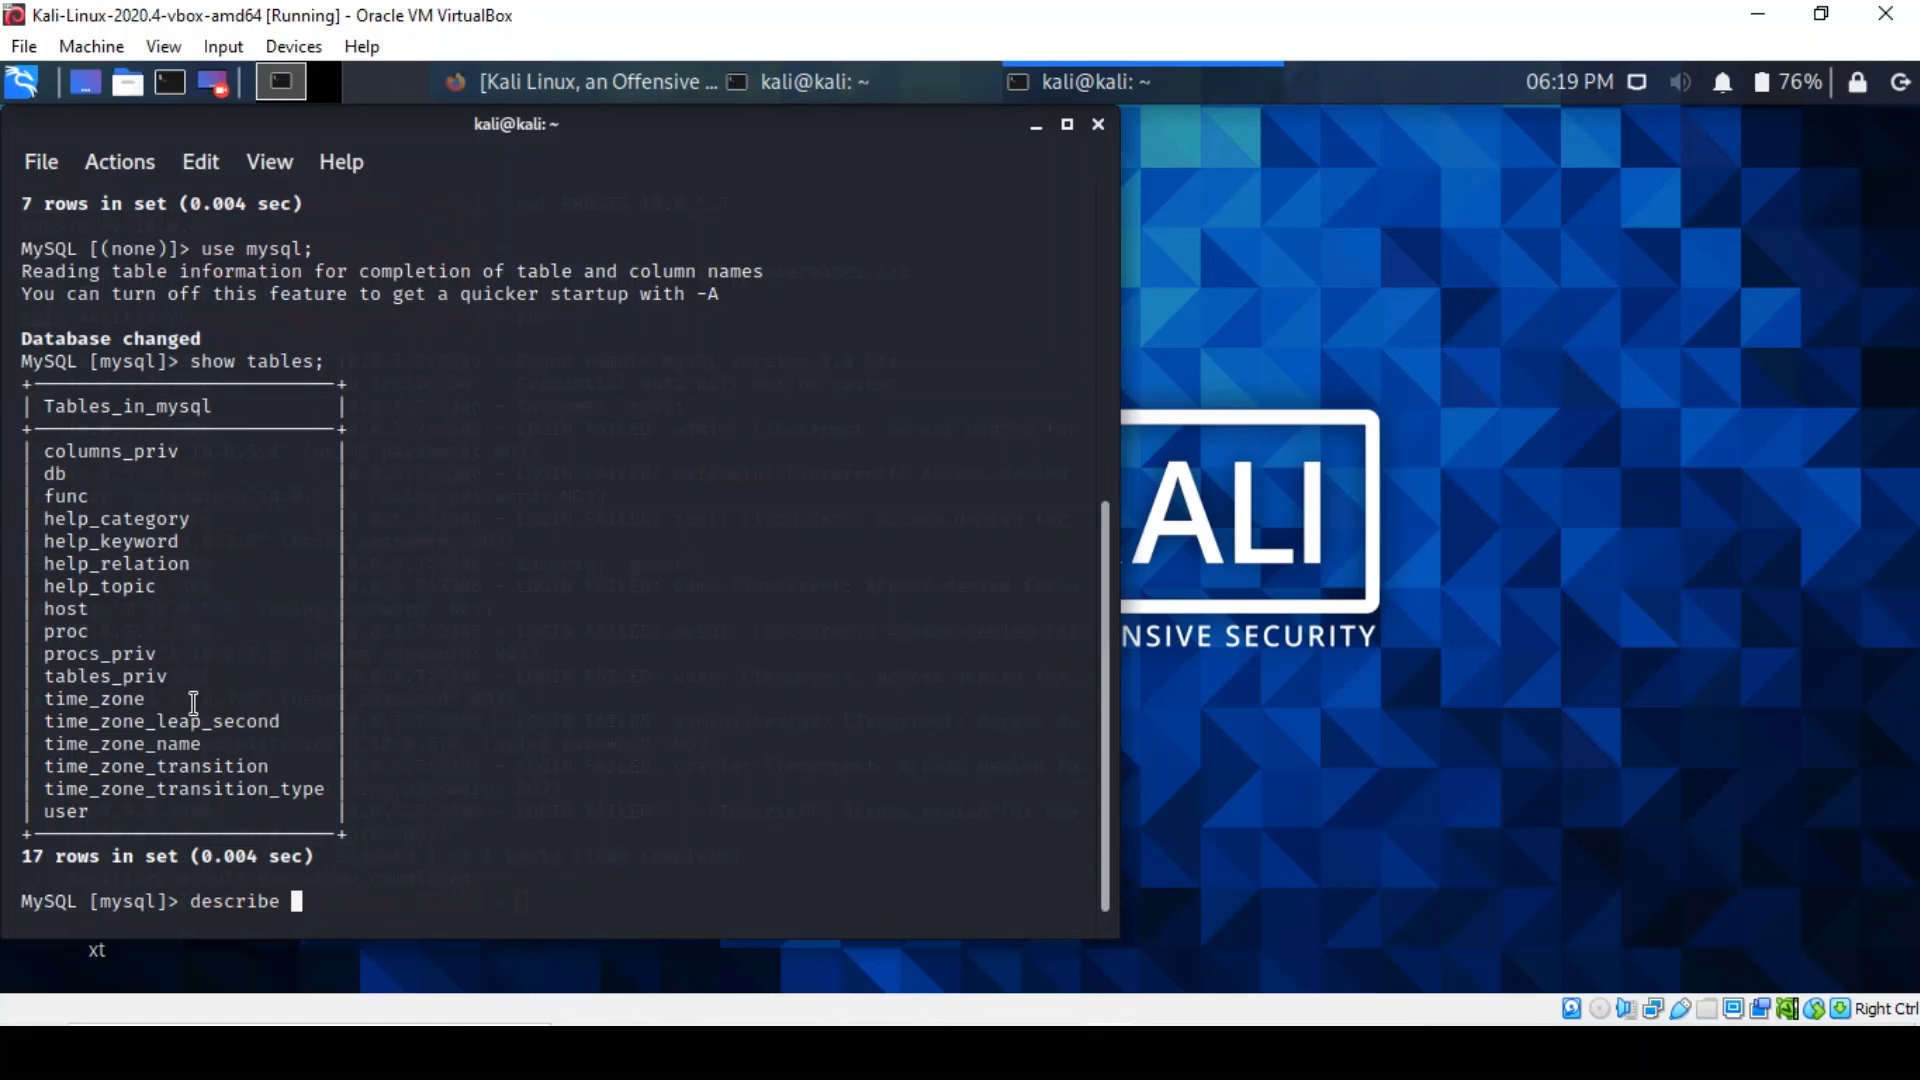 Kali-Linux-2020.4-vbox-amd64 [Running] - Oracle VM VirtualBox
File Machine View Input Devices Help
[Kali Linux, an Offensive ... kali@kali: ~ kali@kali: ~ 06:19 PM 76%
kali@kali: ~
File Actions Edit View Help
7 rows in set (0.004 sec)
MySQL [(none)]> use mysql;
Reading table information for completion of table and column names
You can turn off this feature to get a quicker startup with -A
Database changed
MySQL [mysql]> show tables;
| Tables_in_mysql |
| columns_priv |
| db |
| func |
| help_category |
| help_keyword |
| help_relation |
| help_topic |
| host |
| proc |
| procs_priv |
| tables_priv |
| time_zone |
| time_zone_leap_second |
| time_zone_name |
| time_zone_transition |
| time_zone_transition_type |
| user |
17 rows in set (0.004 sec)
MySQL [mysql]> describe
ALI
NSIVE SECURITY
xt
Right Ctrl